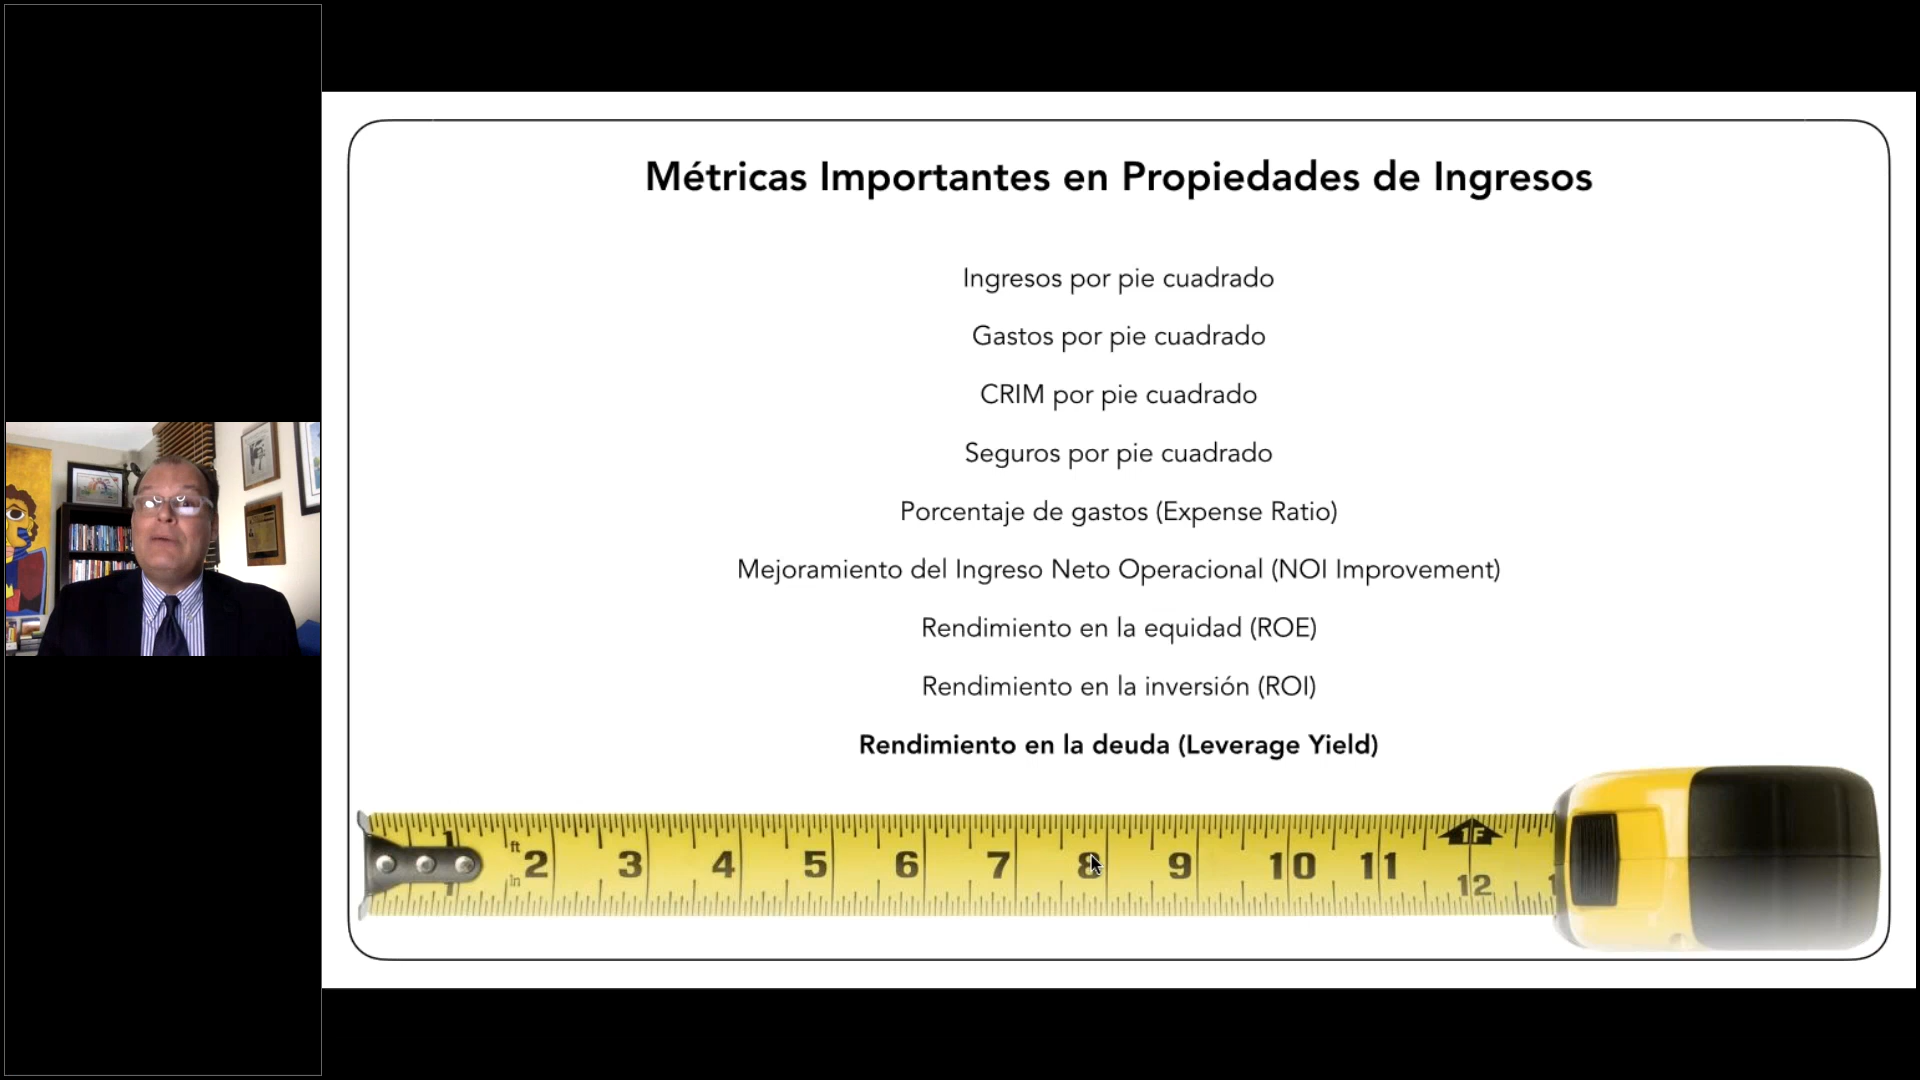 Métricas Importantes en Propiedades de Ingresos
Ingresos por pie cuadrado
Gastos por pie cuadrado
CRIM por pie cuadrado
Seguros por pie cuadrado
Porcentaje de gastos (Expense Ratio)
Mejoramiento del Ingreso Neto Operacional (NOI Improvement)
Rendimiento en la equidad (ROE)
Rendimiento en la inversión (ROI)
Rendimiento en la deuda (Leverage Yield)
1 ft in 2 3 4 5 6 7 8 9 10 11 1F 12 1